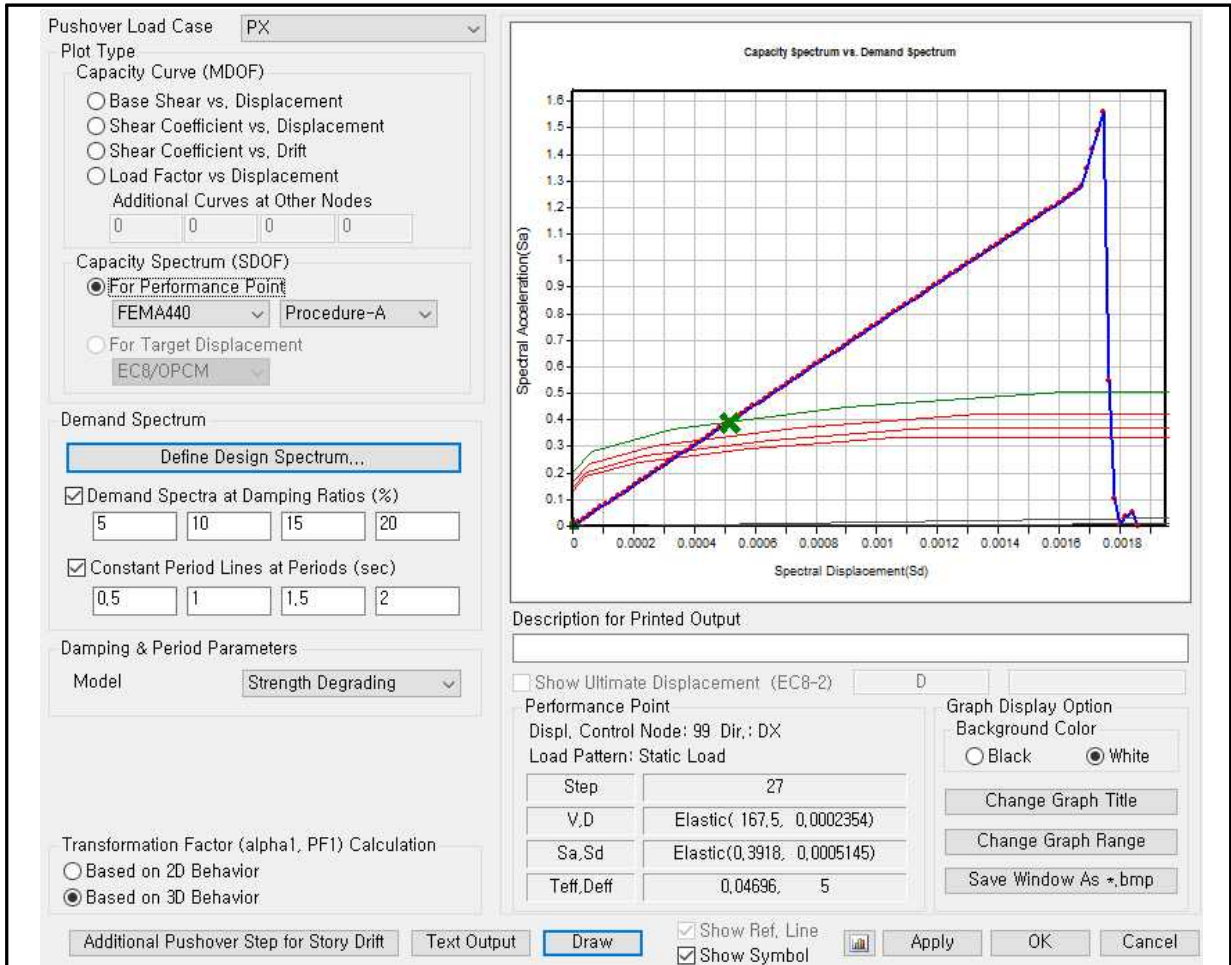 Pushover Load Case PX
Plot Type
Capacity Curve (MDOF)
Base Shear vs. Displacement
Shear Coefficient vs. Displacement
Shear Coefficient vs. Drift
Load Factor vs Displacement
Additional Curves at Other Nodes
0 0 0 0
Capacity Spectrum (SDOF)
For Performance Point
FEMA440 Procedure-A
For Target Displacement
EC8/OPCM
Demand Spectrum
Define Design Spectrum...
Demand Spectra at Damping Ratios (%)
5 10 15 20
Constant Period Lines at Periods (sec)
0.5 1 1.5 2
Damping & Period Parameters
Model Strength Degrading
Transformation Factor (alpha1, PF1) Calculation
Based on 2D Behavior
Based on 3D Behavior
Capacity Spectrum vs. Demand Spectrum
Spectral Acceleration(Sa)
1.6
1.5
1.4
1.3
1.2
1.1
1
0.9
0.8
0.7
0.6
0.5
0.4
0.3
0.2
0.1
0
0 0.0002 0.0004 0.0006 0.0008 0.001 0.0012 0.0014 0.0016 0.0018
Spectral Displacement(Sd)
Description for Printed Output
Show Ultimate Displacement (EC8-2) D
Performance Point
Displ. Control Node: 99 Dir.: DX
Load Pattern: Static Load
Step 27
V,D Elastic( 167.5, 0.0002354)
Sa,Sd Elastic(0.3918, 0.0005145)
Teff,Deff 0.04696, 5
Graph Display Option
Background Color
Black White
Change Graph Title
Change Graph Range
Save Window As *.bmp
Additional Pushover Step for Story Drift Text Output Draw
Show Ref. Line
Show Symbol
Apply OK Cancel